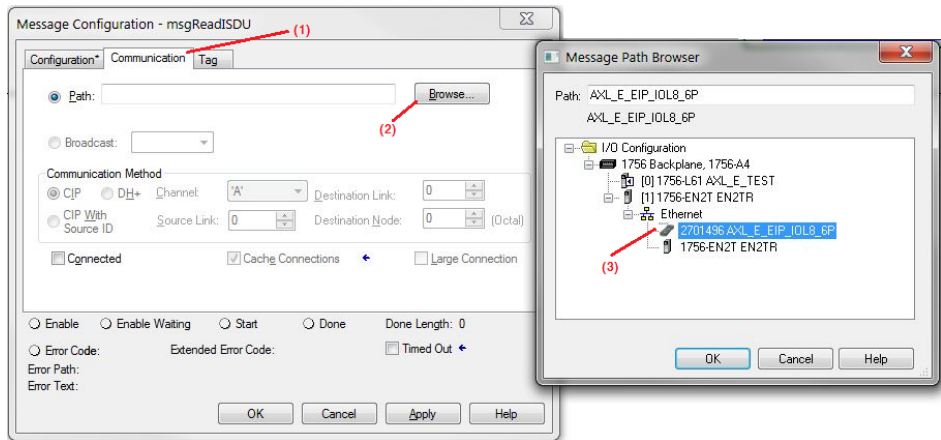 Message Configuration - msgReadISDU
(1)
Configuration* Communication Tag
Path: Browse...
(2)
Broadcast:
Communication Method
CIP DH+ Channel: 'A' Destination Link: 0
CIP With Source ID Source Link: 0 Destination Node: 0 (Octal)
Connected Cache Connections Large Connection
Enable Enable Waiting Start Done Done Length: 0
Error Code: Extended Error Code: Timed Out
Error Path:
Error Text:
OK Cancel Apply Help
Message Path Browser
Path: AXL_E_EIP_IOL8_6P
AXL_E_EIP_IOL8_6P
I/O Configuration
1756 Backplane, 1756-A4
[0] 1756-L61 AXL_E_TEST
[1] 1756-EN2T EN2TR
Ethernet
2701496 AXL_E_EIP_IOL8_6P
1756-EN2T EN2TR
(3)
OK Cancel Help